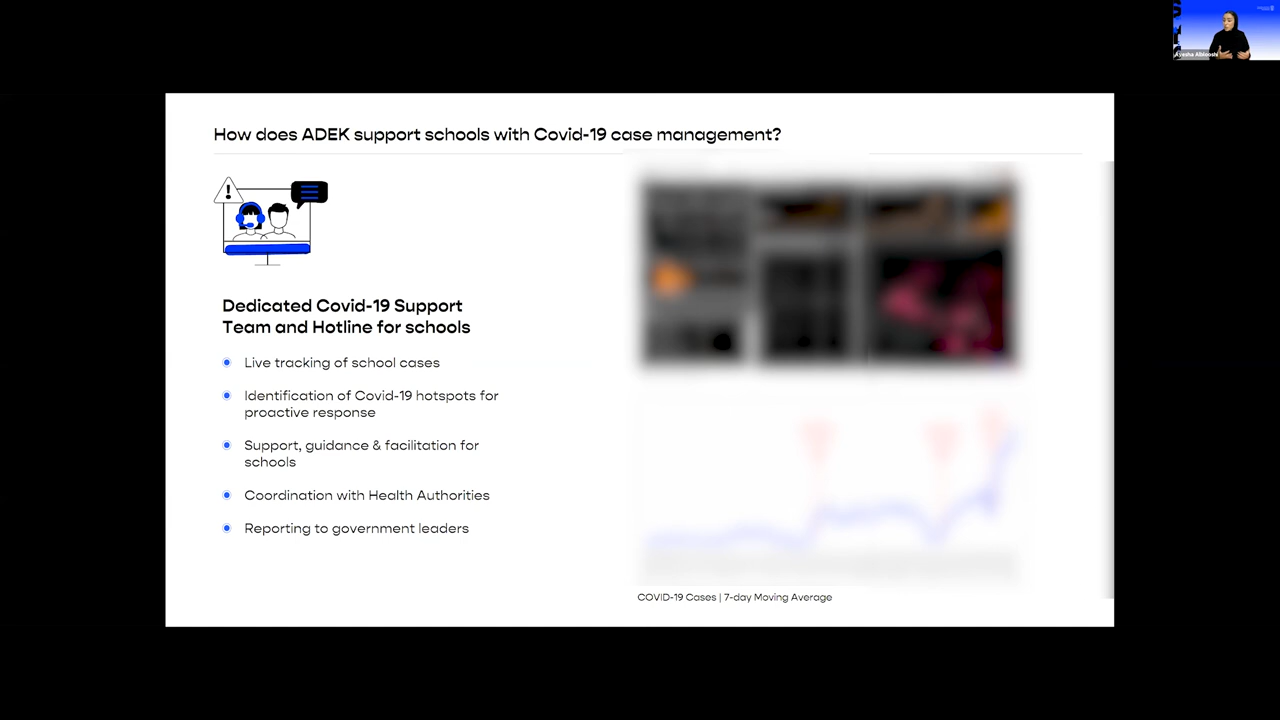 How does ADEK support schools with Covid-19 case management?
Dedicated Covid-19 Support
Team and Hotline for schools
Live tracking of school cases
Identification of Covid-19 hotspots for
proactive response
Support, guidance & facilitation for
schools
Coordination with Health Authorities
Reporting to government leaders
COVID-19 Cases | 7-day Moving Average